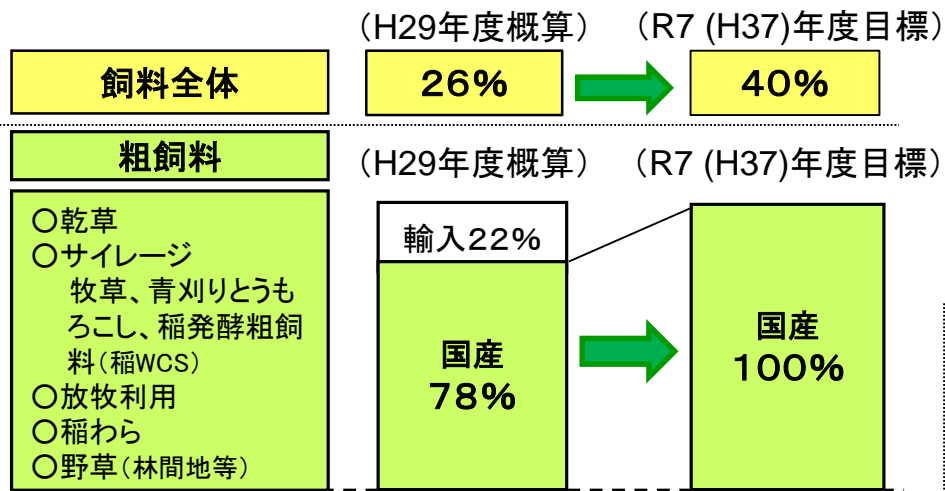 （H29年度概算）（R7 (H37)年度目標）
飼料全体 26％ 40％
粗飼料
（H29年度概算）（R7 (H37)年度目標）
○乾草
○サイレージ
牧草、青刈りとうも
ろこし、稲発酵粗飼
料（稲WCS）
○放牧利用
○稲わら
○野草（林間地等）
輸入22％
国産
78％
国産
100％